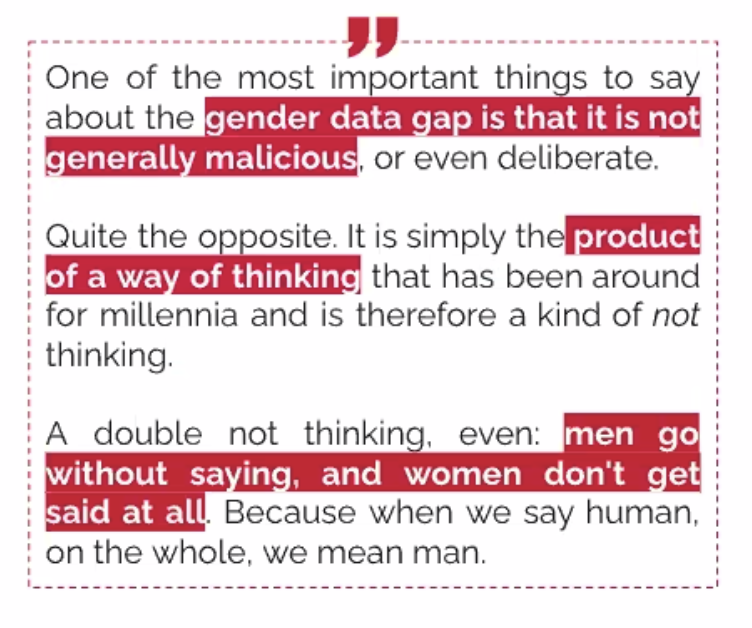 ”
One of the most important things to say
about the gender data gap is that it is not
generally malicious, or even deliberate.
Quite the opposite. It is simply the product
of a way of thinking that has been around
for millennia and is therefore a kind of not
thinking.
A double not thinking, even: men go
without saying, and women don't get
said at all. Because when we say human,
on the whole, we mean man.